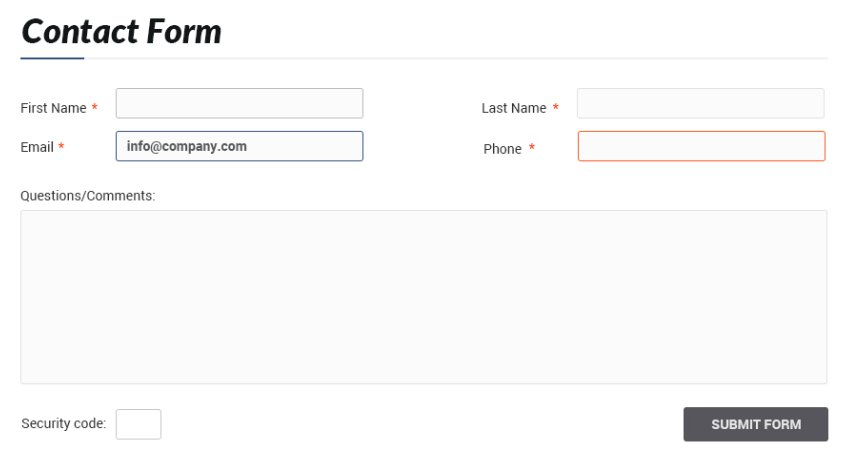 Contact Form
First Name * Last Name *
Email * info@company.com Phone *
Questions/Comments:
Security code: SUBMIT FORM